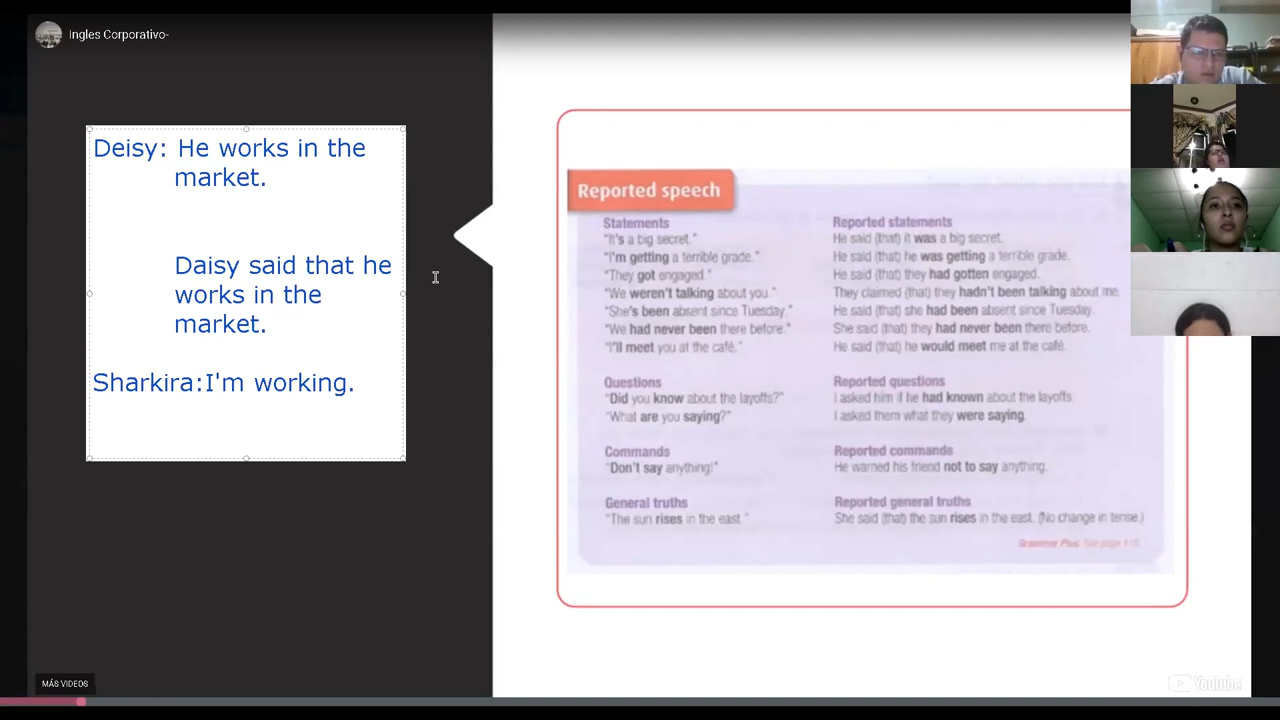 Ingles Corporativo-
Deisy: He works in the
market.
Daisy said that he
works in the
market.
Sharkira:I'm working.
MÁS VIDEOS
Reported speech
Statements
"It's a big secret."
"I'm getting a terrible grade."
"They got engaged."
"We weren't talking about you."
"She's been absent since Tuesday."
"We had never been there before."
"I'll meet you at the café."
Questions
"Did you know about the layoffs?"
"What are you saying?"
Commands
"Don't say anything!"
General truths
"The sun rises in the east."
Reported statements
He said (that) it was a big secret.
He said (that) he was getting a terrible grade.
He said (that) they had gotten engaged.
They claimed (that) they hadn't been talking about me.
He said (that) she had been absent since Tuesday.
She said (that) they had never been there before.
He said (that) he would meet me at the café.
Reported questions
I asked him if he had known about the layoffs.
I asked them what they were saying.
Reported commands
He warned his friend not to say anything.
Reported general truths
She said (that) the sun rises in the east. (No change in tense.)
Grammar Plus: See page 115.
YouTube